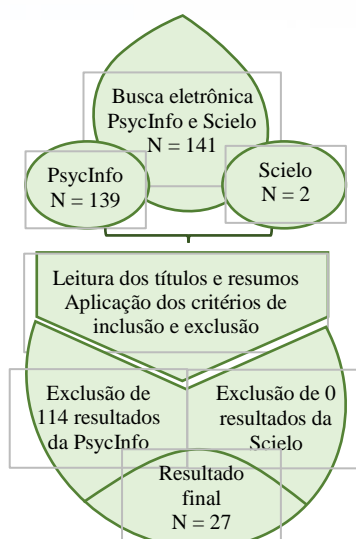 Busca eletrônica
PsycInfo e Scielo
N = 141
PsycInfo
N = 139
Scielo
N = 2
Leitura dos títulos e resumos
Aplicação dos critérios de
inclusão e exclusão
Exclusão de
114 resultados
da PsycInfo
Exclusão de 0
resultados da
Scielo
Resultado
final
N = 27